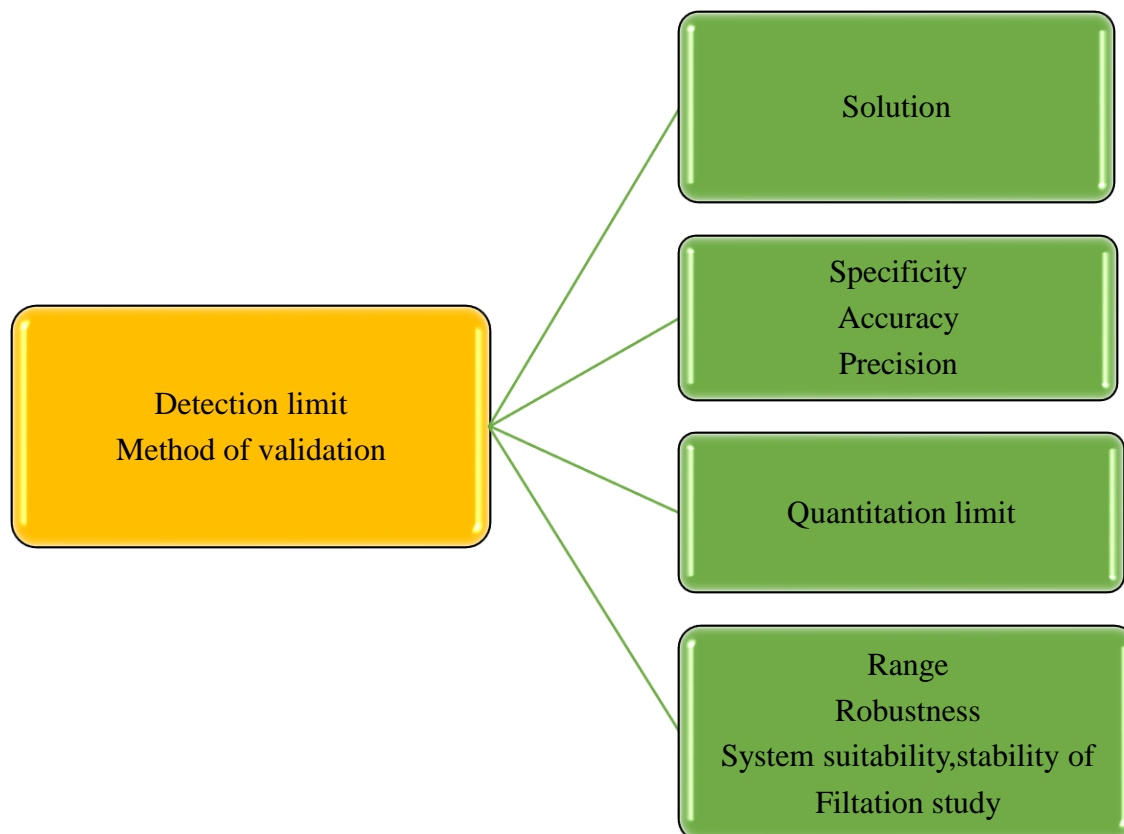 Solution
Specificity
Accuracy
Precision
Detection limit
Method of validation
Quantitation limit
Range
Robustness
System suitability,stability of
Filtation study